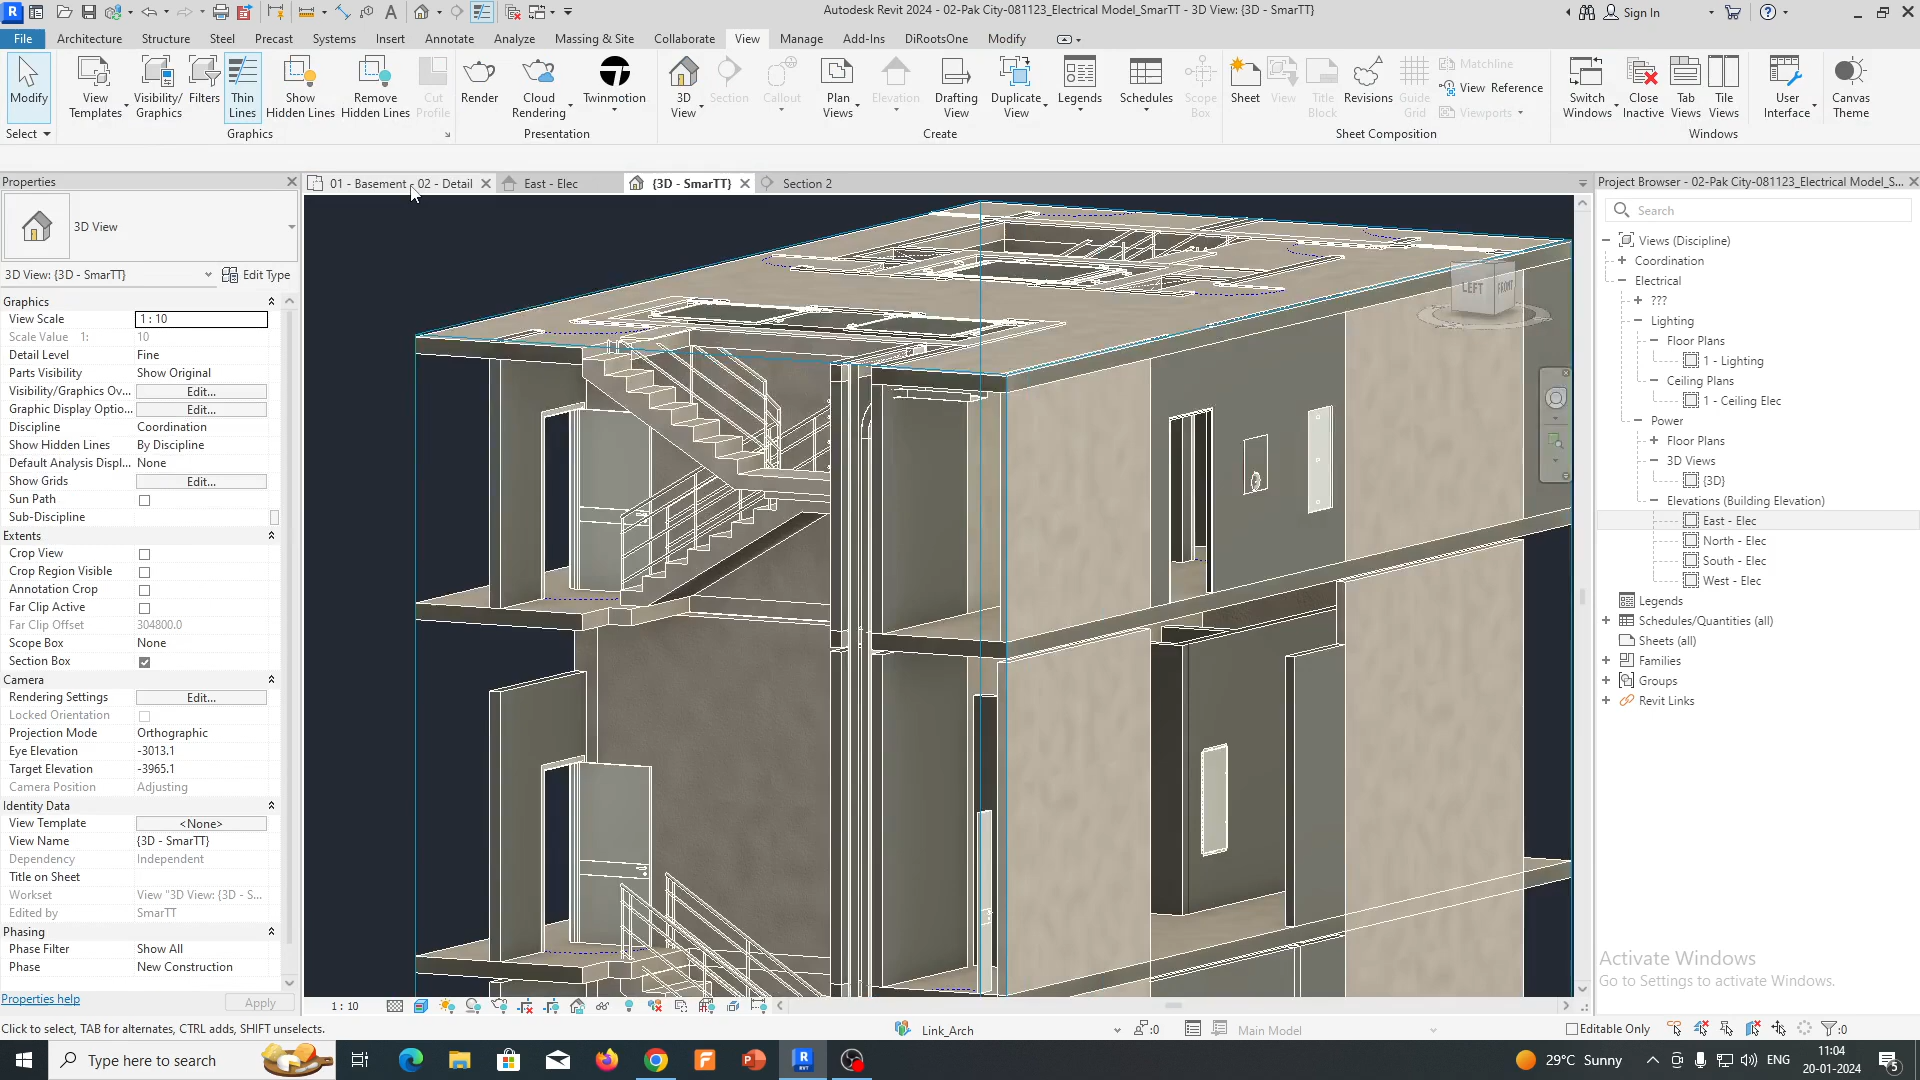 Autodesk Revit 2024 - 02-Pak City-081123_Electrical Model_SmarTT - 3D View: {3D - SmarTT}
Sign In
File Architecture Structure Steel Precast Systems Insert Annotate Analyze Massing & Site Collaborate View Manage Add-Ins DiRootsOne Modify
Modify
View Templates
Visibility/ Graphics
Filters
Thin Lines
Show Hidden Lines
Remove Hidden Lines
Cut Profile
Render
Cloud Rendering
Twinmotion
3D View
Section
Callout
Plan Views
Elevation
Drafting View
Duplicate View
Legends
Schedules
Scope Box
Sheet
View
Title Block
Revisions
Guide Grid
Matchline
View Reference
Viewports
Switch Windows
Close Inactive
Tab Views
Tile Views
User Interface
Canvas Theme
Select Graphics Presentation Create Sheet Composition Windows
Properties
01 - Basement - 02 - Detail
East - Elec
{3D - SmarTT}
Section 2
Project Browser - 02-Pak City-081123_Electrical Model_S...
3D View
3D View: {3D - SmarTT}
Edit Type
Graphics
View Scale 1 : 10
Scale Value 1: 10
Detail Level Fine
Parts Visibility Show Original
Visibility/Graphics Ov... Edit...
Graphic Display Optio... Edit...
Discipline Coordination
Show Hidden Lines By Discipline
Default Analysis Displ... None
Show Grids Edit...
Sun Path
Sub-Discipline
Extents
Crop View
Crop Region Visible
Annotation Crop
Far Clip Active
Far Clip Offset 304800.0
Scope Box None
Section Box
Camera
Rendering Settings Edit...
Locked Orientation
Projection Mode Orthographic
Eye Elevation -3013.1
Target Elevation -3965.1
Camera Position Adjusting
Identity Data
View Template <None>
View Name {3D - SmarTT}
Dependency Independent
Title on Sheet
Workset View "3D View: {3D - S...
Edited by SmarTT
Phasing
Phase Filter Show All
Phase New Construction
Properties help
Apply
LEFT FRONT
Search
Views (Discipline)
Coordination
Electrical
???
Lighting
Floor Plans
1 - Lighting
Ceiling Plans
1 - Ceiling Elec
Power
Floor Plans
3D Views
{3D}
Elevations (Building Elevation)
East - Elec
North - Elec
South - Elec
West - Elec
Legends
Schedules/Quantities (all)
Sheets (all)
Families
Groups
Revit Links
Activate Windows
Go to Settings to activate Windows.
1 : 10
Click to select, TAB for alternates, CTRL adds, SHIFT unselects.
Link_Arch
:0
Main Model
Editable Only
:0
Type here to search
29°C Sunny
ENG
11:04
20-01-2024
5